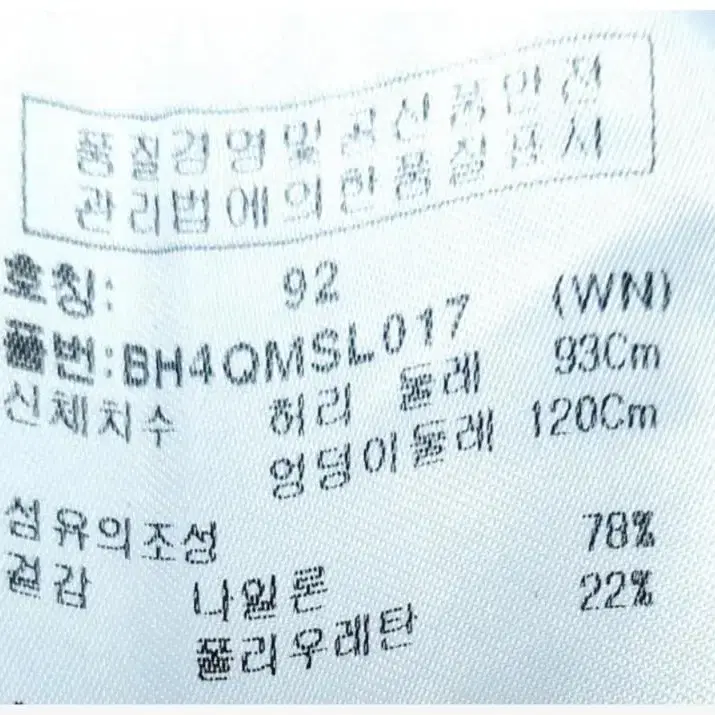 품질경영및공산품안전
관리법에의한품질표시
호칭: 92 (WN)
품번:BH4QMSL017
신체치수 허리 둘레 93Cm
엉덩이둘레 120Cm
섬유의조성
겉감 나일론 78%
폴리우레탄 22%